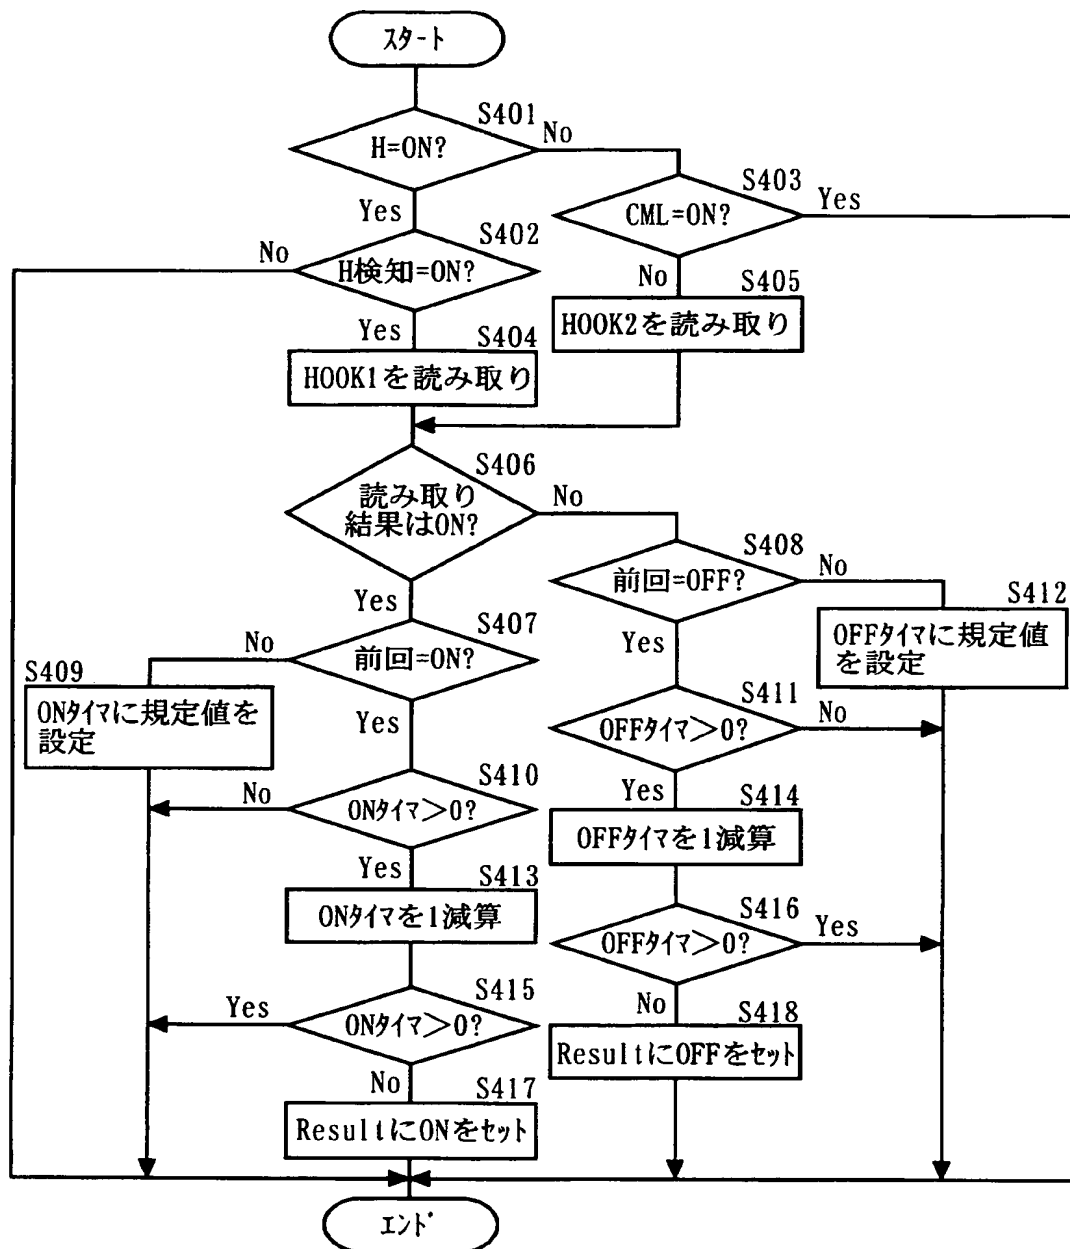 スタート
S401
H=ON?
No
Yes
S403
CML=ON?
Yes
S402
No
H検知=ON?
No
S405
HOOK2を読み取り
Yes
S404
HOOK1を読み取り
S406
読み取り
結果はON?
No
S408
前回=OFF?
No
Yes
S412
OFFタイマに規定値
を設定
S407
前回=ON?
No
Yes
S409
ONタイマに規定値を
設定
Yes
S411
OFFタイマ>0?
No
S410
ONタイマ>0?
No
Yes
S414
OFFタイマを1減算
Yes
S413
ONタイマを1減算
S416
OFFタイマ>0?
Yes
S415
ONタイマ>0?
Yes
No
S418
ResultにOFFをセット
No
S417
ResultにONをセット
エンド